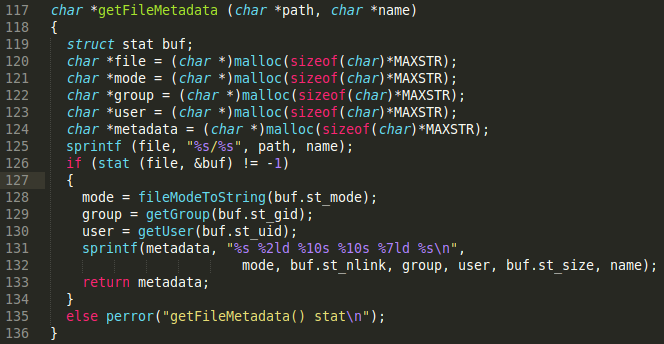 117 char *getFileMetadata (char *path, char *name)
118 {
119   struct stat buf;
120   char *file = (char *)malloc(sizeof(char)*MAXSTR);
121   char *mode = (char *)malloc(sizeof(char)*MAXSTR);
122   char *group = (char *)malloc(sizeof(char)*MAXSTR);
123   char *user = (char *)malloc(sizeof(char)*MAXSTR);
124   char *metadata = (char *)malloc(sizeof(char)*MAXSTR);
125   sprintf (file, "%s/%s", path, name);
126   if (stat (file, &buf) != -1)
127   {
128     mode = fileModeToString(buf.st_mode);
129     group = getGroup(buf.st_gid);
130     user = getUser(buf.st_uid);
131     sprintf(metadata, "%s %2ld %10s %10s %7ld %s\n",
132                         mode, buf.st_nlink, group, user, buf.st_size, name);
133     return metadata;
134   }
135   else perror("getFileMetadata() stat\n");
136 }